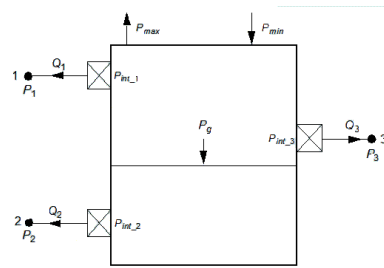 P_max
P_min
Q_1
1
P_1
P_int_1
P_g
P_int_3
Q_3
3
P_3
Q_2
2
P_2
P_int_2